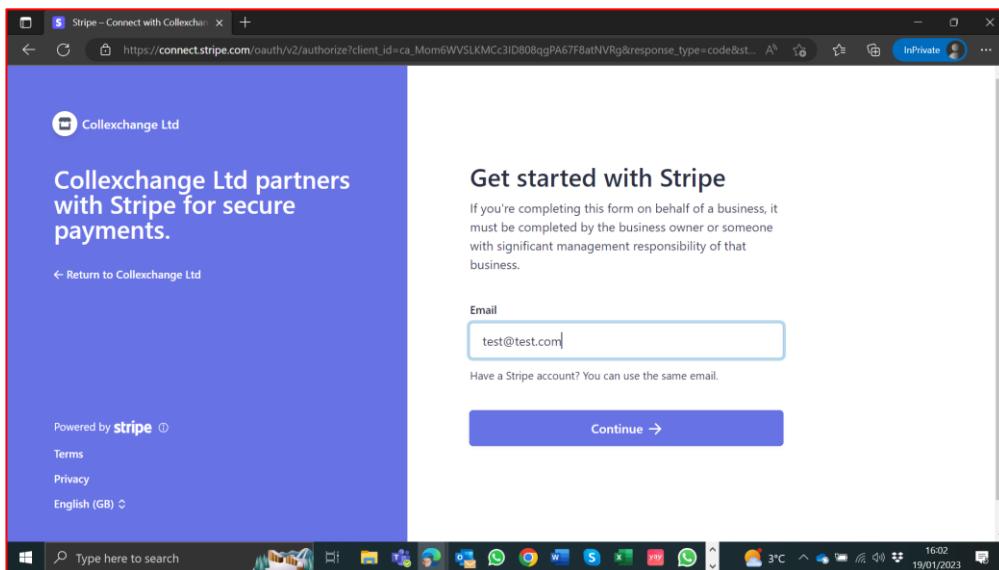 Stripe – Connect with Collexchan
https://connect.stripe.com/oauth/v2/authorize?client_id=ca_Mom6WVSLKMCc3ID808qgPA67F8atNVRg&response_type=code&st...
InPrivate
Collexchange Ltd
Collexchange Ltd partners
with Stripe for secure
payments.
← Return to Collexchange Ltd
Powered by stripe
Terms
Privacy
English (GB)
Get started with Stripe
If you're completing this form on behalf of a business, it
must be completed by the business owner or someone
with significant management responsibility of that
business.
Email
test@test.com
Have a Stripe account? You can use the same email.
Continue →
Type here to search
yay
3°C
16:02
19/01/2023